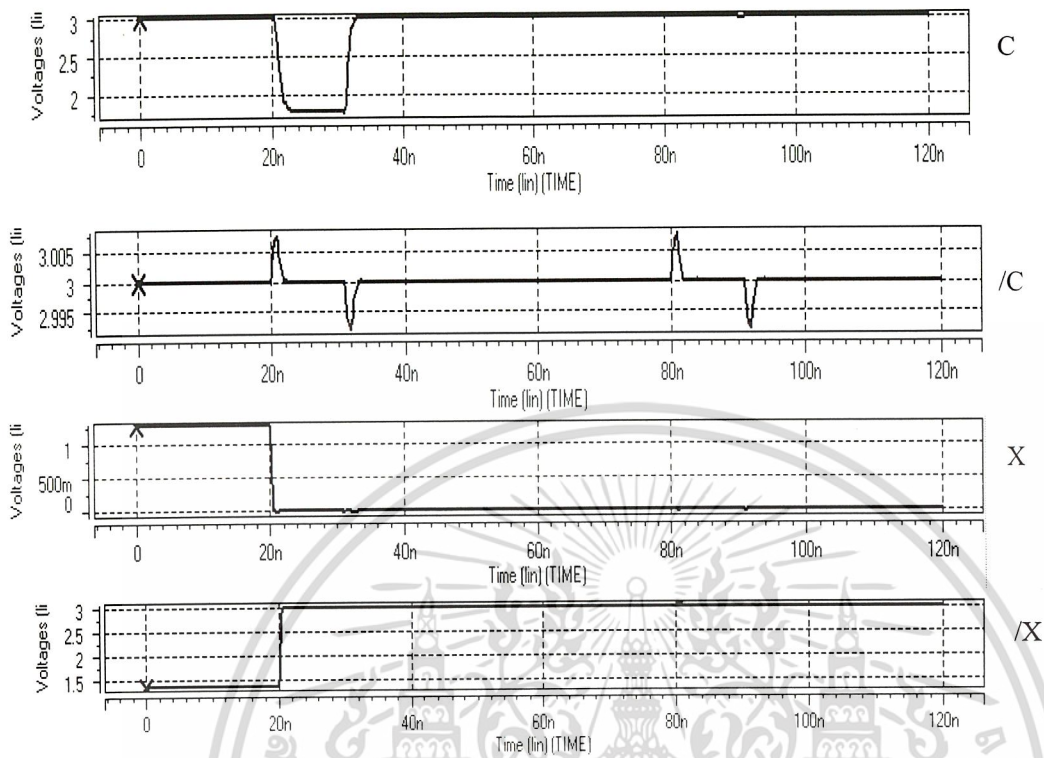 Voltages (li
3
2.5
2
C
0 20n 40n 60n 80n 100n 120n
Time (lin) (TIME)
Voltages (li
3.005
3
2.995
/C
0 20n 40n 60n 80n 100n 120n
Time (lin) (TIME)
Voltages (li
1
500m
0
X
0 20n 40n 60n 80n 100n 120n
Time (lin) (TIME)
Voltages (li
3
2.5
2
1.5
/X
0 20n 40n 60n 80n 100n 120n
Time (lin) (TIME)